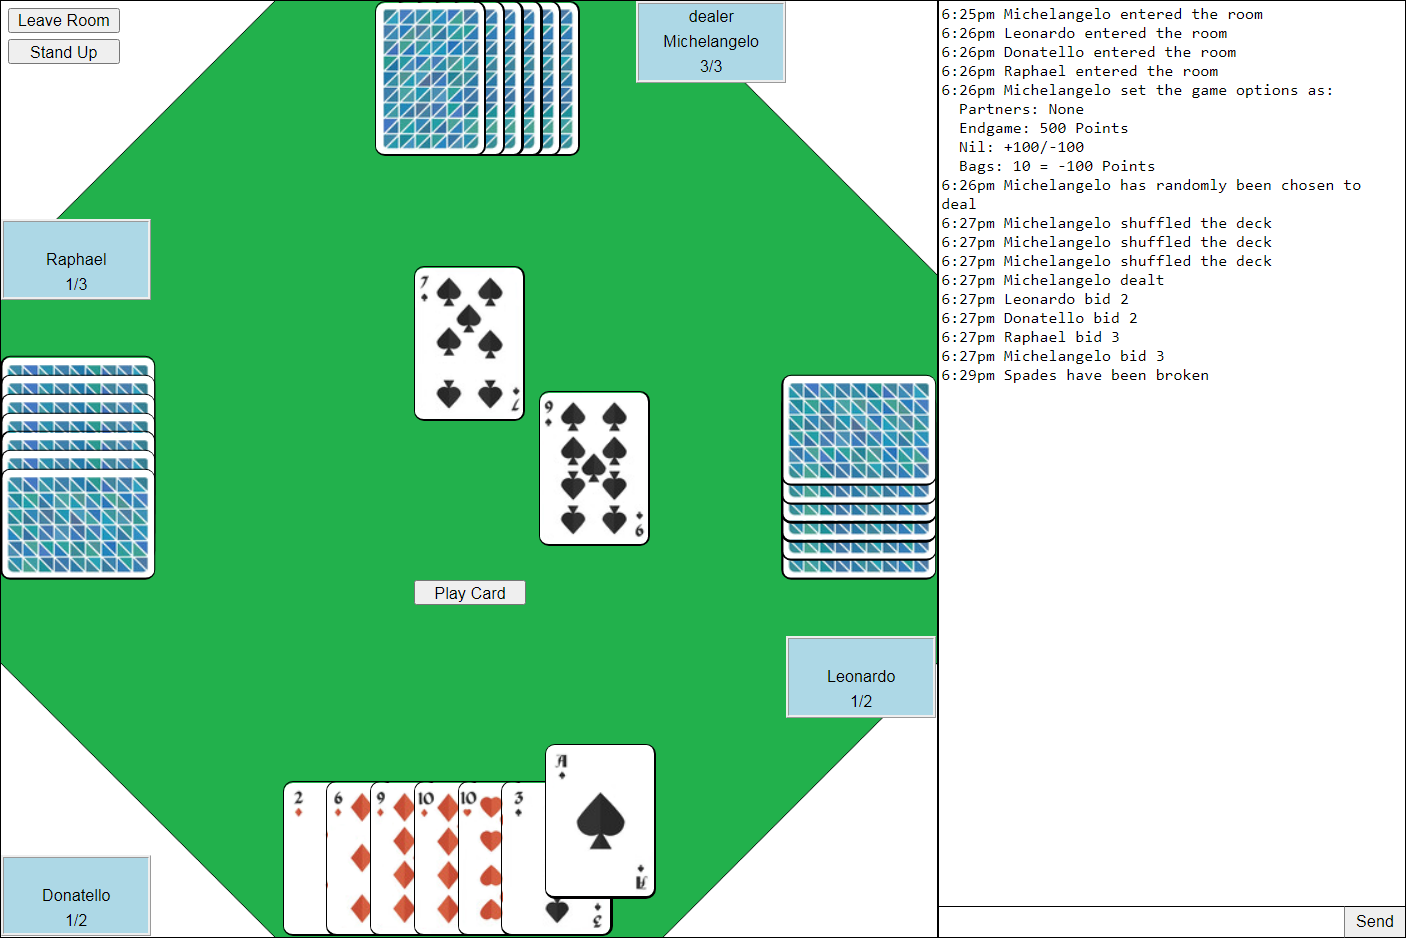 Leave Room
Stand Up
dealer
Michelangelo
3/3
Raphael
1/3
7
7
9
9
Play Card
Leonardo
1/2
2
6
9
10
10
3
3
A
A
Donatello
1/2
6:25pm Michelangelo entered the room
6:26pm Leonardo entered the room
6:26pm Donatello entered the room
6:26pm Raphael entered the room
6:26pm Michelangelo set the game options as:
Partners: None
Endgame: 500 Points
Nil: +100/-100
Bags: 10 = -100 Points
6:26pm Michelangelo has randomly been chosen to
deal
6:27pm Michelangelo shuffled the deck
6:27pm Michelangelo shuffled the deck
6:27pm Michelangelo shuffled the deck
6:27pm Michelangelo dealt
6:27pm Leonardo bid 2
6:27pm Donatello bid 2
6:27pm Raphael bid 3
6:27pm Michelangelo bid 3
6:29pm Spades have been broken
Send